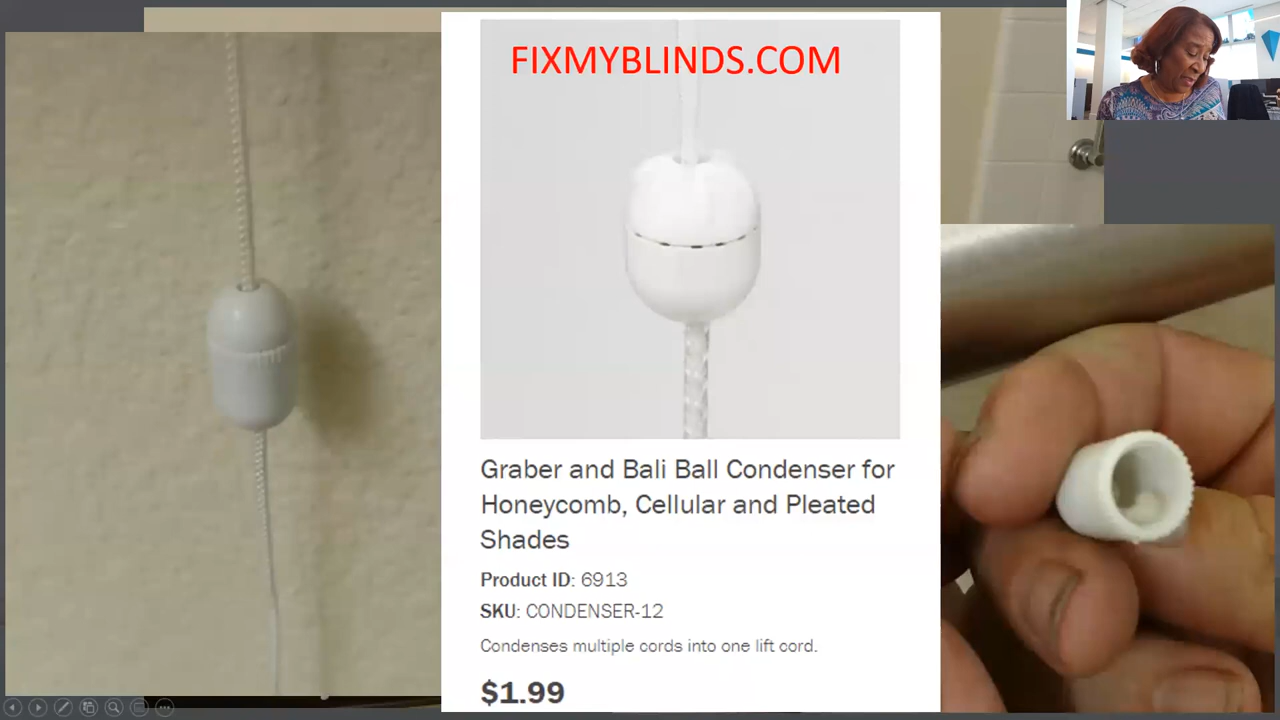 FIXMYBLINDS.COM
Graber and Bali Ball Condenser for
Honeycomb, Cellular and Pleated
Shades
Product ID: 6913
SKU: CONDENSER-12
Condenses multiple cords into one lift cord.
$1.99